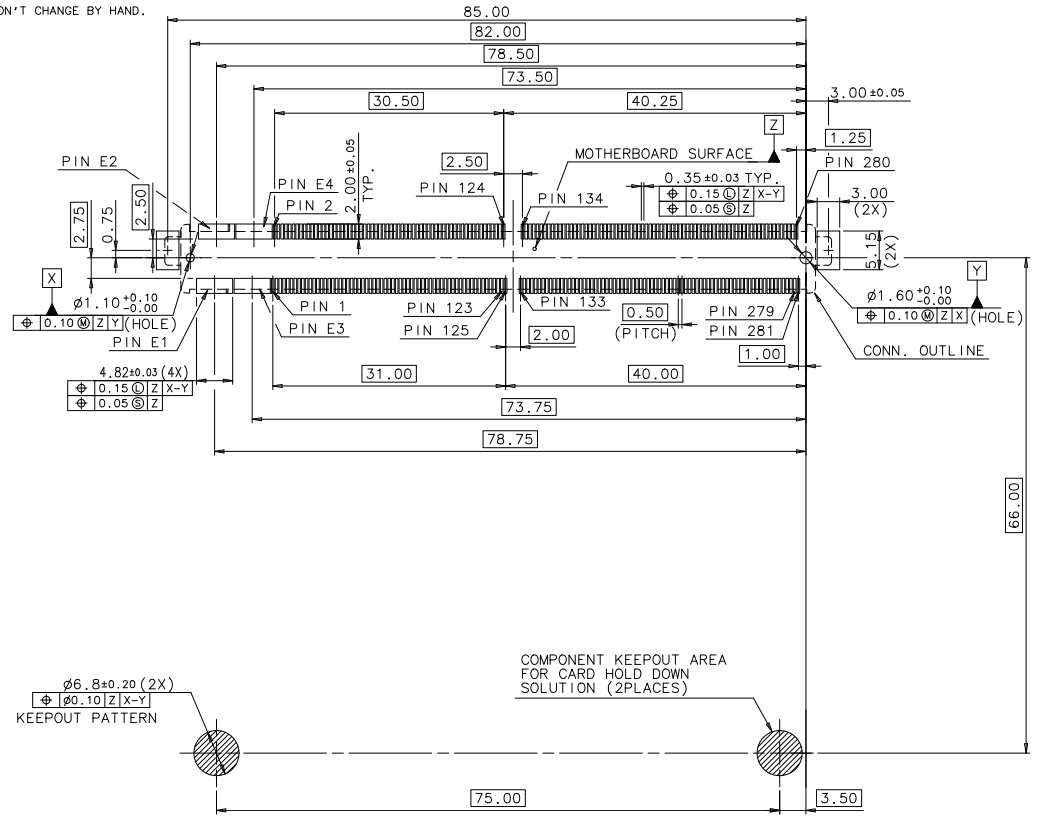 ON'T CHANGE BY HAND.
85.00
82.00
78.50
73.50
30.50
40.25
3.00±0.05
Z
1.25
MOTHERBOARD SURFACE
PIN E2
2.50
PIN 280
2.00±0.05
TYP.
0.35±0.03 TYP.
⌖ 0.15 Ⓛ Z X-Y
⌖ 0.05 Ⓢ Z
PIN E4
PIN 124
PIN 134
3.00
(2X)
PIN 2
2.75
0.75
2.50
5.15
(2X)
X
Y
ø1.10 +0.10
-0.00
⌖ 0.10 Ⓜ Z Y (HOLE)
ø1.60 +0.10
-0.00
⌖ 0.10 Ⓜ Z X (HOLE)
PIN 1
PIN 123
PIN 133
0.50
(PITCH)
PIN 279
PIN E3
PIN 125
PIN 281
PIN E1
2.00
CONN. OUTLINE
1.00
4.82±0.03 (4X)
⌖ 0.15 Ⓛ Z X-Y
⌖ 0.05 Ⓢ Z
31.00
40.00
73.75
78.75
66.00
COMPONENT KEEPOUT AREA
FOR CARD HOLD DOWN
SOLUTION (2PLACES)
ø6.8±0.20 (2X)
⌖ ø0.10 Z X-Y
KEEPOUT PATTERN
75.00
3.50